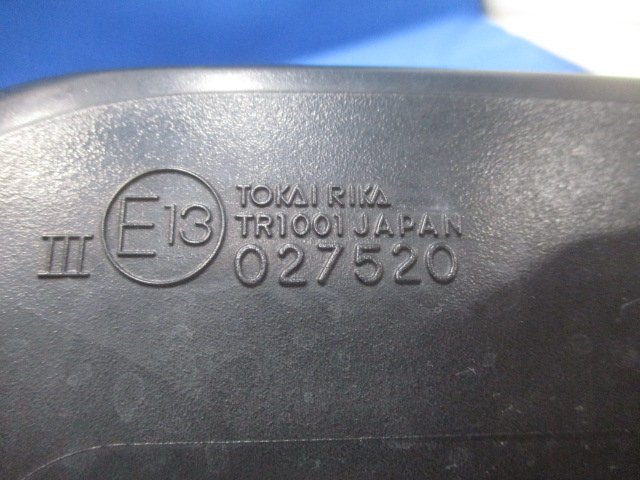 TOKAI RIKA
III E13 TR1001 JAPAN
027520